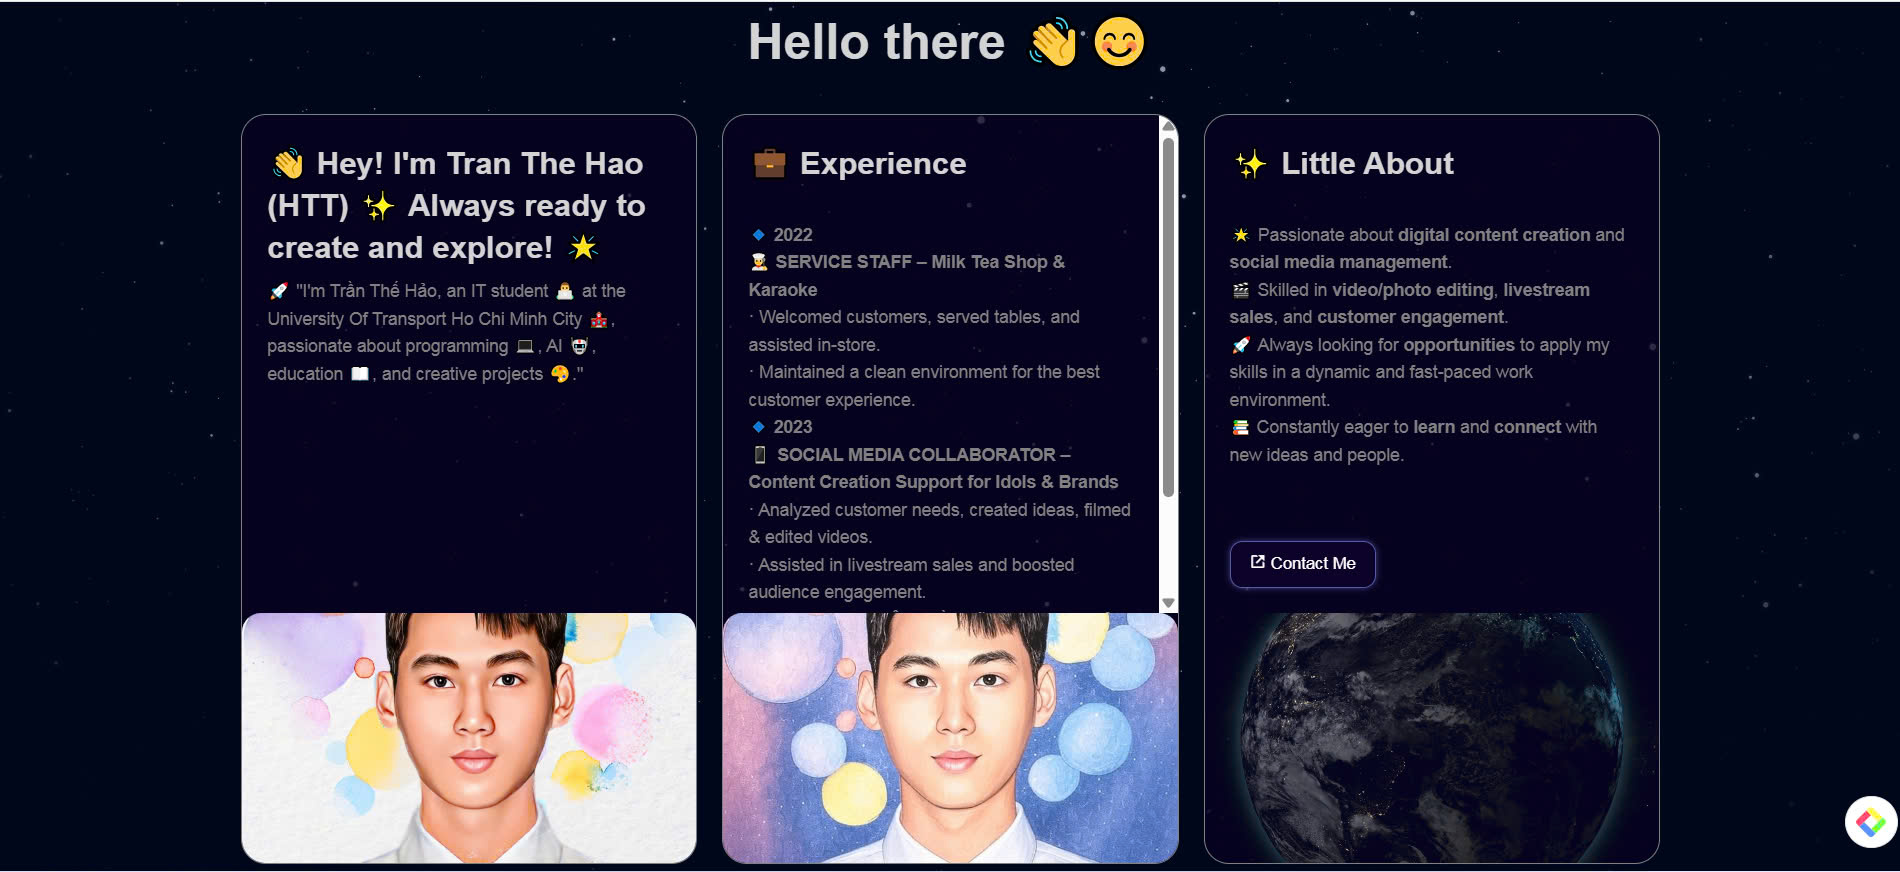 Hello there 👋😊
👋 Hey! I'm Tran The Hao
(HTT) ✨ Always ready to
create and explore! 🌟
🚀 "I'm Trần Thế Hảo, an IT student 👨‍💻 at the
University Of Transport Ho Chi Minh City 🏫,
passionate about programming 💻, AI 🤖,
education 📖, and creative projects 🎨."
💼 Experience
🔹 2022
👨‍🍳 SERVICE STAFF – Milk Tea Shop &
Karaoke
· Welcomed customers, served tables, and
assisted in-store.
· Maintained a clean environment for the best
customer experience.
🔹 2023
📱 SOCIAL MEDIA COLLABORATOR –
Content Creation Support for Idols & Brands
· Analyzed customer needs, created ideas, filmed
& edited videos.
· Assisted in livestream sales and boosted
audience engagement.
✨ Little About
🌟 Passionate about digital content creation and
social media management.
🎬 Skilled in video/photo editing, livestream
sales, and customer engagement.
🚀 Always looking for opportunities to apply my
skills in a dynamic and fast-paced work
environment.
📚 Constantly eager to learn and connect with
new ideas and people.
Contact Me